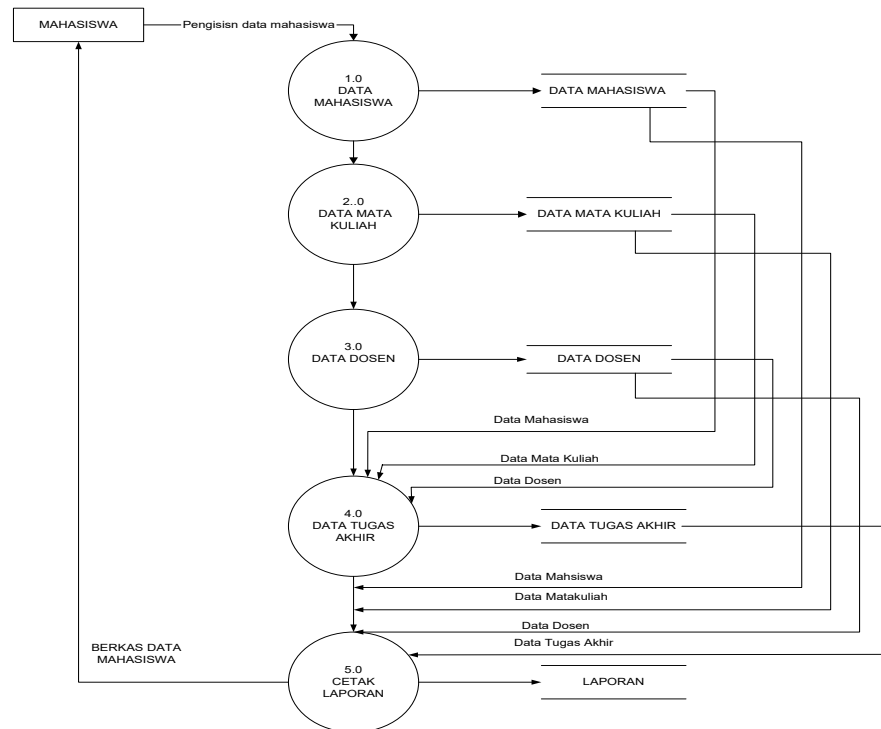 MAHASISWA
Pengisisn data mahasiswa
1.0
DATA
MAHASISWA
DATA MAHASISWA
2..0
DATA MATA
KULIAH
DATA MATA KULIAH
3.0
DATA DOSEN
DATA DOSEN
Data Mahasiswa
Data Mata Kuliah
Data Dosen
4.0
DATA TUGAS
AKHIR
DATA TUGAS AKHIR
Data Mahsiswa
Data Matakuliah
Data Dosen
Data Tugas Akhir
BERKAS DATA
MAHASISWA
5.0
CETAK
LAPORAN
LAPORAN